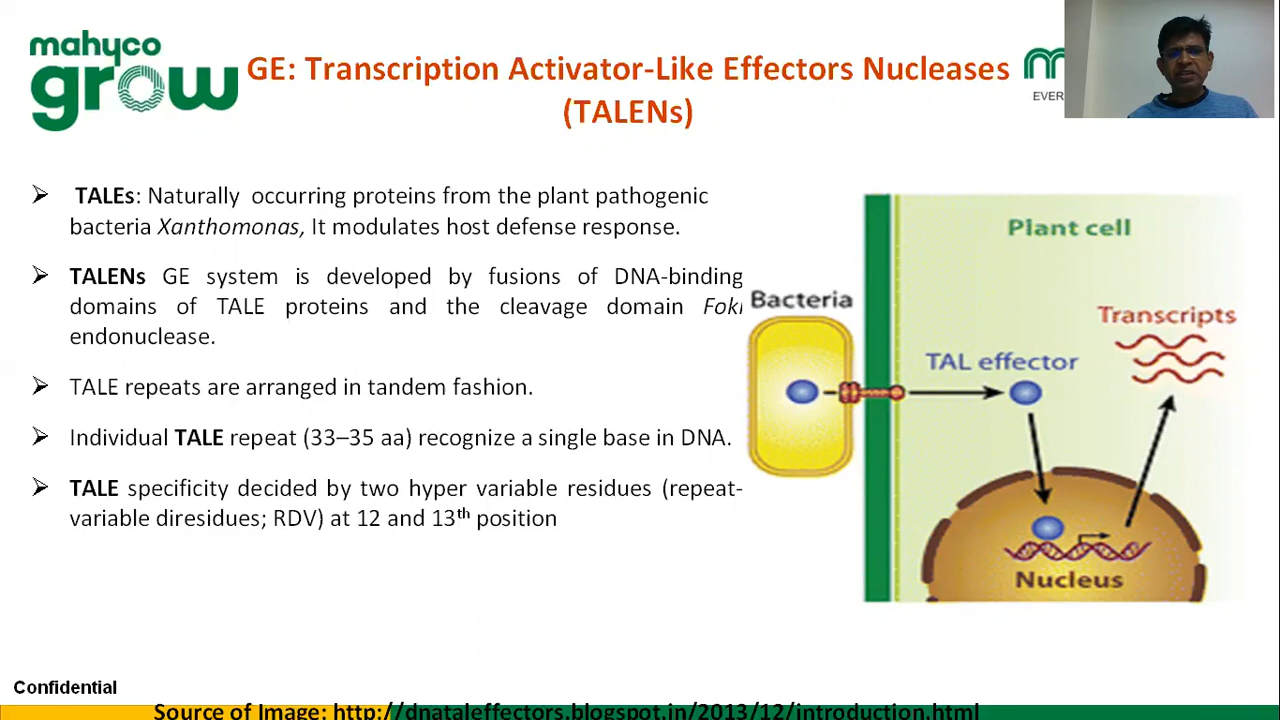 mahyco
grow
GE: Transcription Activator-Like Effectors Nucleases
(TALENs)
EVER
➢ TALEs: Naturally occurring proteins from the plant pathogenic
bacteria Xanthomonas, It modulates host defense response.
➢ TALENs GE system is developed by fusions of DNA-binding
domains of TALE proteins and the cleavage domain FokI
endonuclease.
➢ TALE repeats are arranged in tandem fashion.
➢ Individual TALE repeat (33–35 aa) recognize a single base in DNA.
➢ TALE specificity decided by two hyper variable residues (repeat-
variable diresidues; RDV) at 12 and 13th position
Plant cell
Bacteria
Transcripts
TAL effector
Nucleus
Confidential
Source of Image: http://dnataleffectors.blogspot.in/2013/12/introduction.html